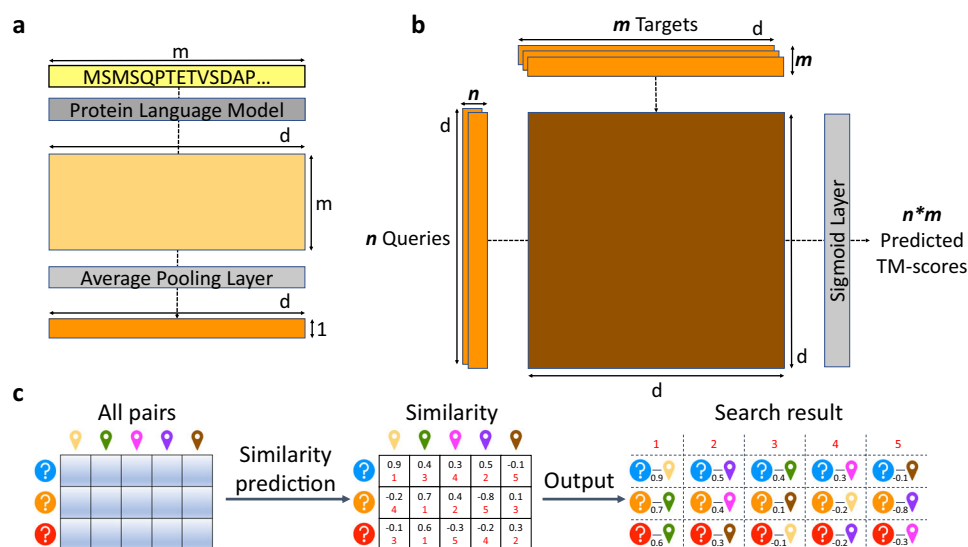 a
m
MSMSQPTETVSDAP...
Protein Language Model
d
m
Average Pooling Layer
d
1
b
m Targets
d
m
n
d
n Queries
d
d
Sigmoid Layer
n*m
Predicted
TM-scores
c
All pairs
? 
?
?
Similarity
prediction
Similarity
0.9 0.4 0.3 0.5 -0.1
1 3 4 2 5
-0.2 0.7 0.4 -0.8 0.1
4 1 2 5 3
-0.1 0.6 -0.3 -0.2 0.3
3 1 5 4 2
Output
Search result
1 2 3 4 5
? ? ? ? ?
0.9 0.5 0.4 0.3 -0.1
? ? ? ? ?
0.7 0.4 0.1 -0.2 -0.8
? ? ? ? ?
0.6 0.3 -0.1 -0.2 -0.3